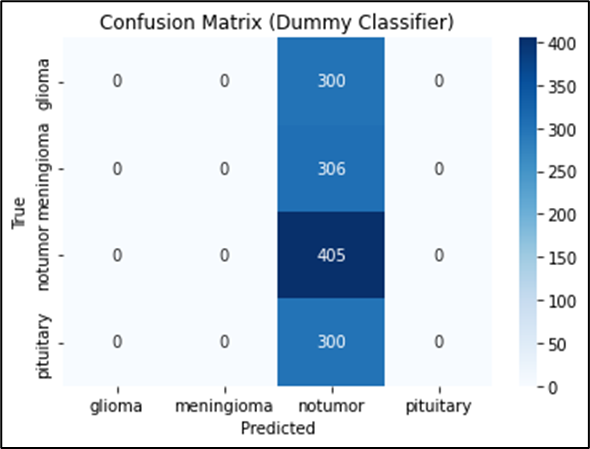 Confusion Matrix (Dummy Classifier)
True
glioma
0 0 300 0
meningioma
0 0 306 0
notumor
0 0 405 0
pituitary
0 0 300 0
glioma meningioma notumor pituitary
Predicted
400
350
300
250
200
150
100
50
0